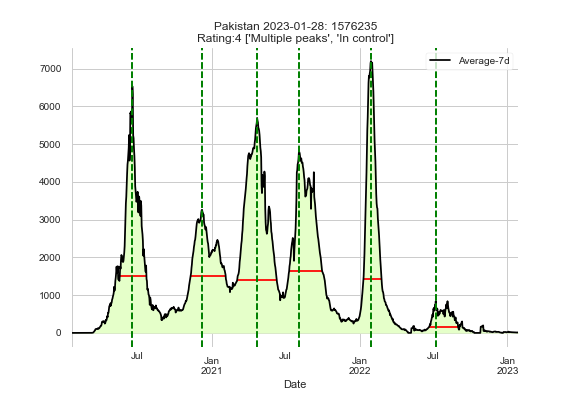 Pakistan 2023-01-28: 1576235
Rating:4 ['Multiple peaks', 'In control']
Average-7d
7000
6000
5000
4000
3000
2000
1000
0
Jul
Jan
2021
Jul
Jan
2022
Jul
Jan
2023
Date